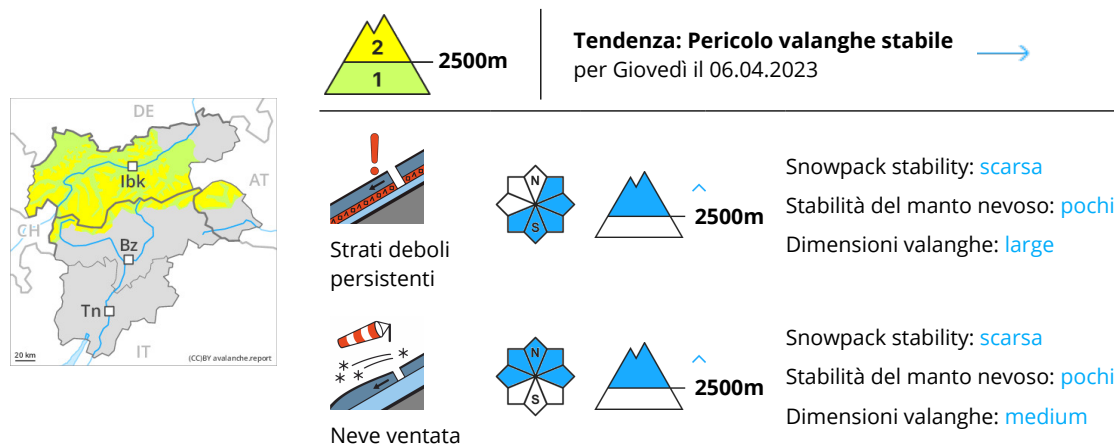 2
1
2500m
Tendenza: Pericolo valanghe stabile
per Giovedì il 06.04.2023
DE
Ibk
AT
CH
Bz
Tn
IT
20 km
(CC)BY avalanche.report
Strati deboli
persistenti
N
S
2500m
Snowpack stability: scarsa
Stabilità del manto nevoso: pochi
Dimensioni valanghe: large
Neve ventata
N
S
2500m
Snowpack stability: scarsa
Stabilità del manto nevoso: pochi
Dimensioni valanghe: medium